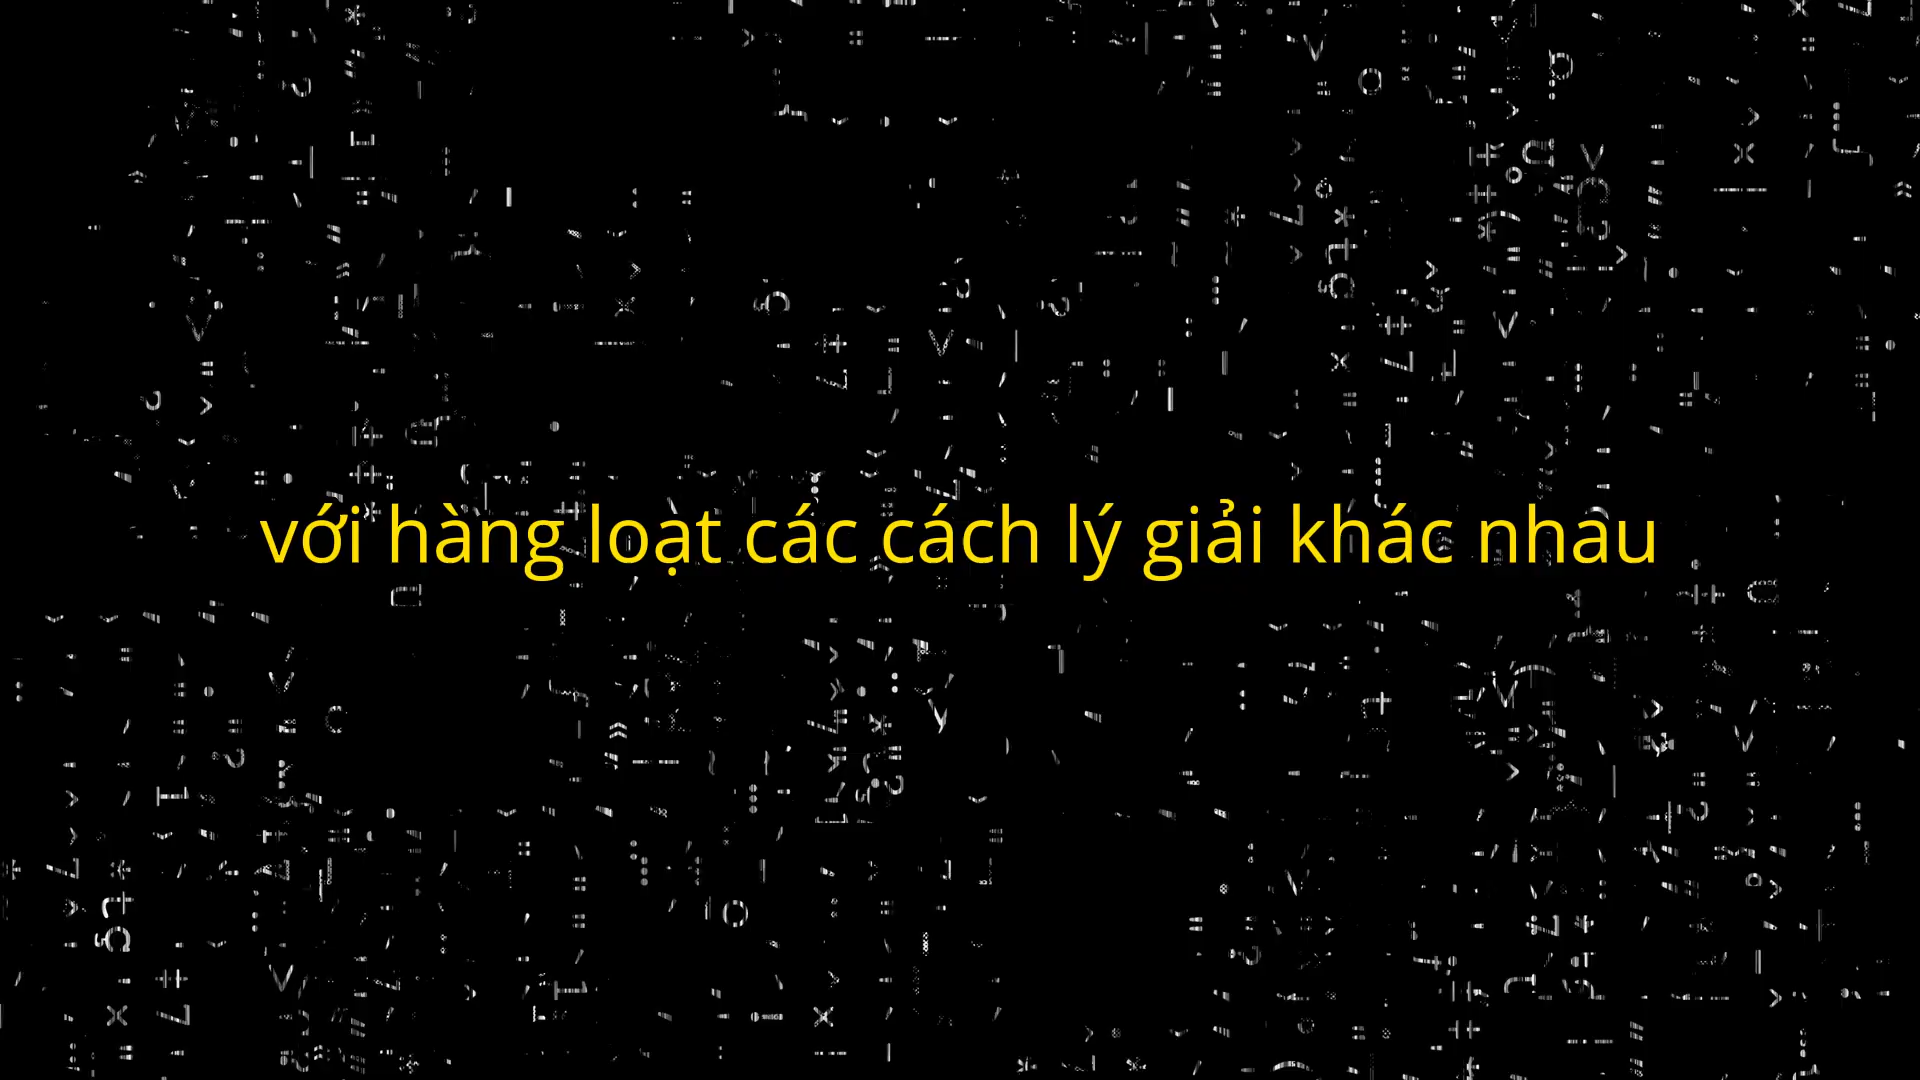 với hàng loạt các cách lý giải khác nhau